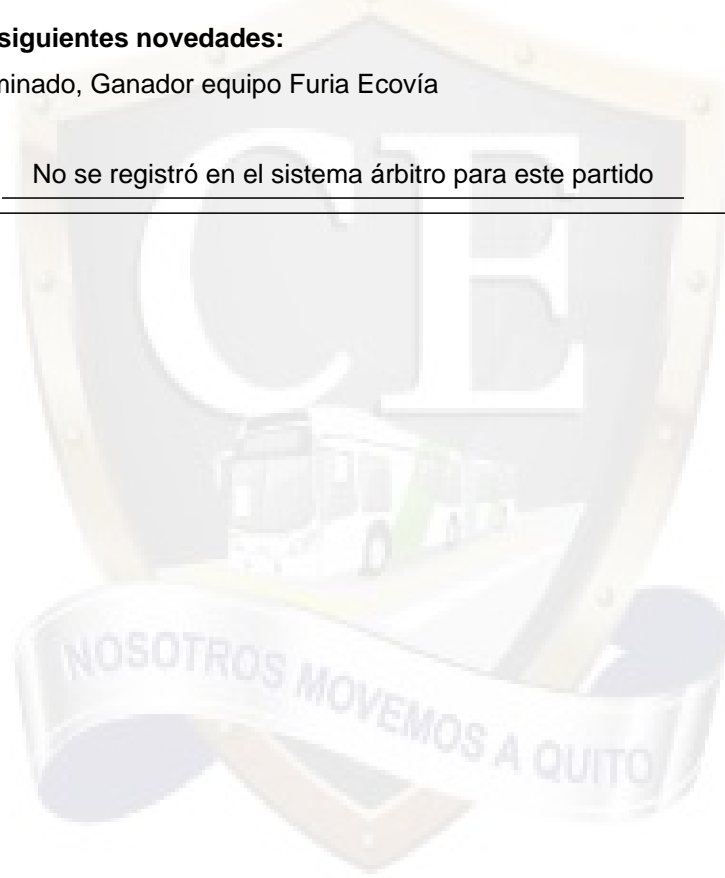 siguientes novedades:
minado, Ganador equipo Furia Ecovía
No se registró en el sistema árbitro para este partido
CE
NOSOTROS MOVEMOS A QUITO